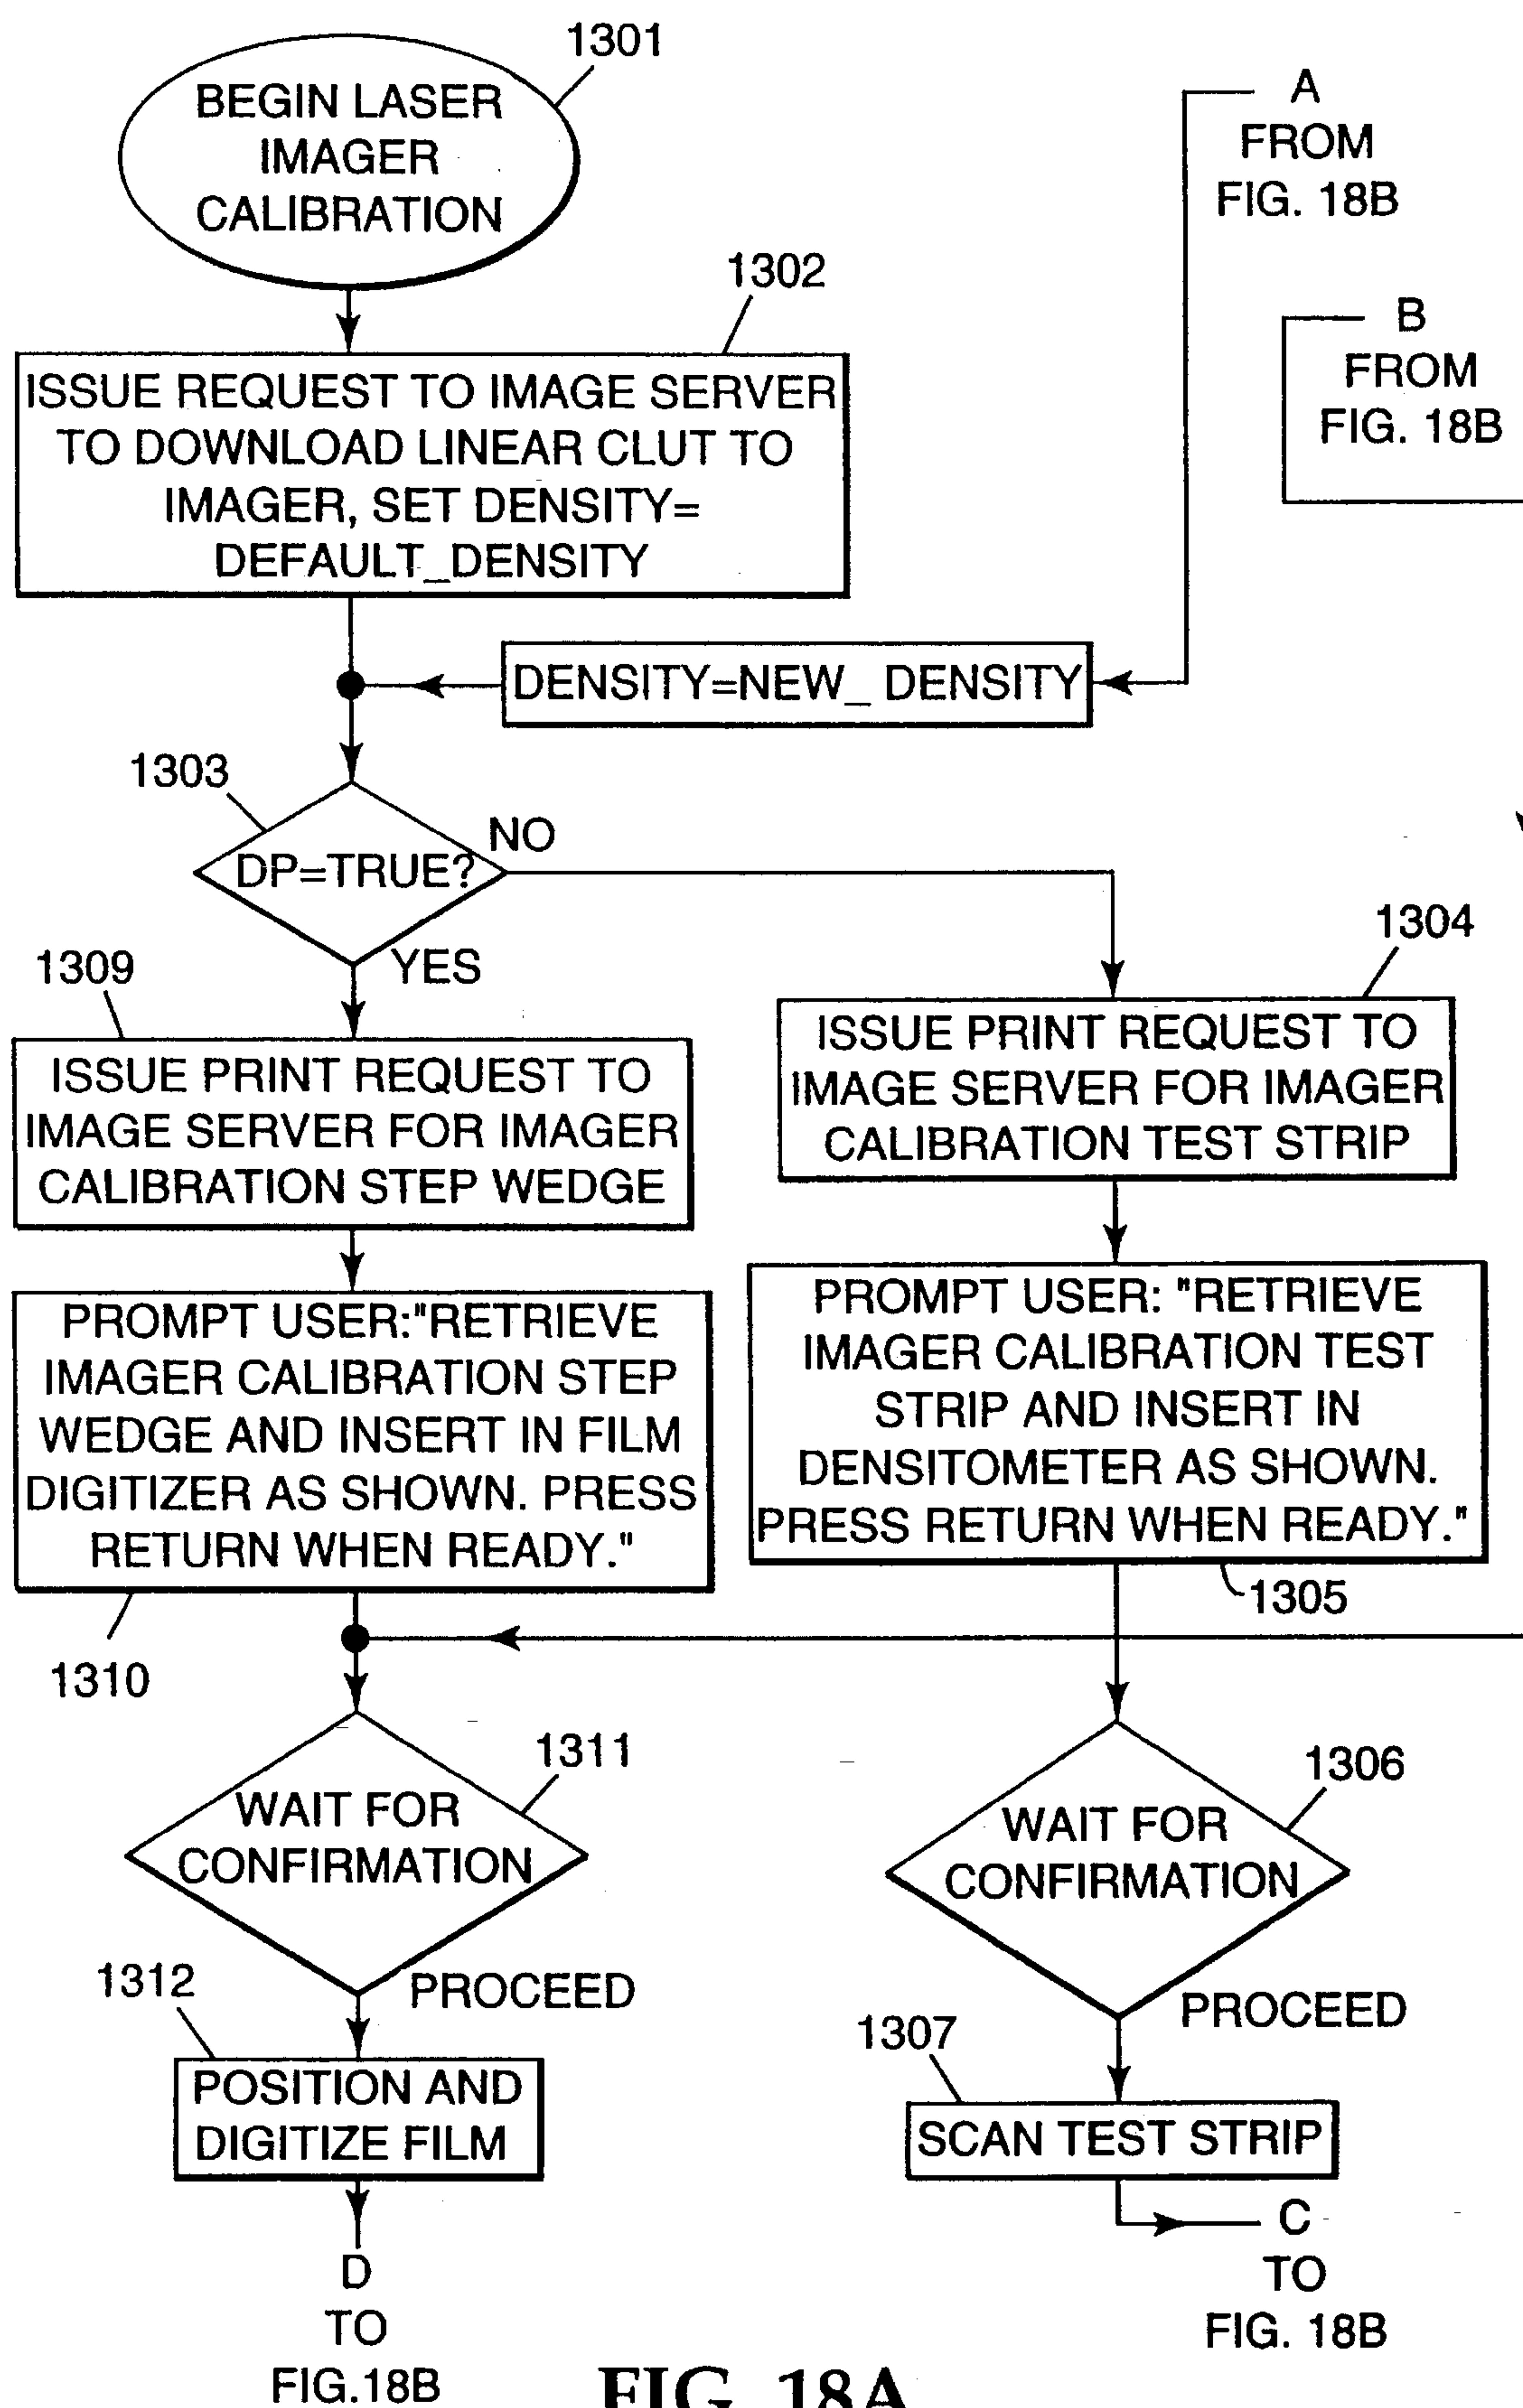 1301
BEGIN LASER
IMAGER
CALIBRATION
A
FROM
FIG. 18B
1302
B
FROM
FIG. 18B
ISSUE REQUEST TO IMAGE SERVER
TO DOWNLOAD LINEAR CLUT TO
IMAGER, SET DENSITY=
DEFAULT_DENSITY
DENSITY=NEW_ DENSITY
1303
DP=TRUE?
NO
YES
1309
ISSUE PRINT REQUEST TO
IMAGE SERVER FOR IMAGER
CALIBRATION STEP WEDGE
1304
ISSUE PRINT REQUEST TO
IMAGE SERVER FOR IMAGER
CALIBRATION TEST STRIP
PROMPT USER:"RETRIEVE
IMAGER CALIBRATION STEP
WEDGE AND INSERT IN FILM
DIGITIZER AS SHOWN. PRESS
RETURN WHEN READY."
1310
PROMPT USER: "RETRIEVE
IMAGER CALIBRATION TEST
STRIP AND INSERT IN
DENSITOMETER AS SHOWN.
PRESS RETURN WHEN READY."
1305
1311
WAIT FOR
CONFIRMATION
PROCEED
1306
WAIT FOR
CONFIRMATION
PROCEED
1312
POSITION AND
DIGITIZE FILM
1307
SCAN TEST STRIP
D
TO
FIG.18B
C
TO
FIG. 18B
FIG. 18A